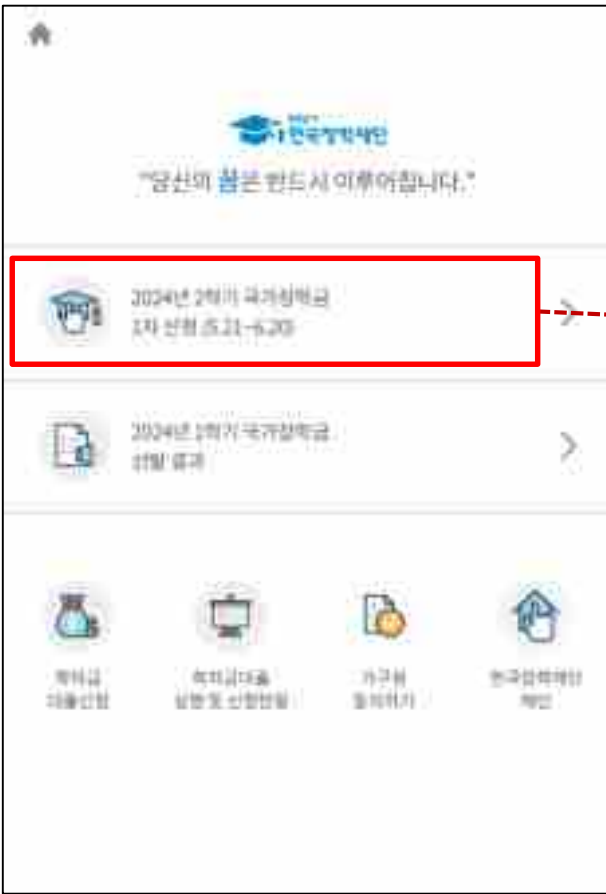 한국장학재단
"당신의 꿈은 반드시 이루어집니다."
2024년 2학기 국가장학금
1차 신청 (5.21~6.20)
2024년 1학기 국가장학금
선발 결과
학자금
대출신청
학자금대출
실행 및 신청현황
가구원
동의하기
한국장학재단
메인